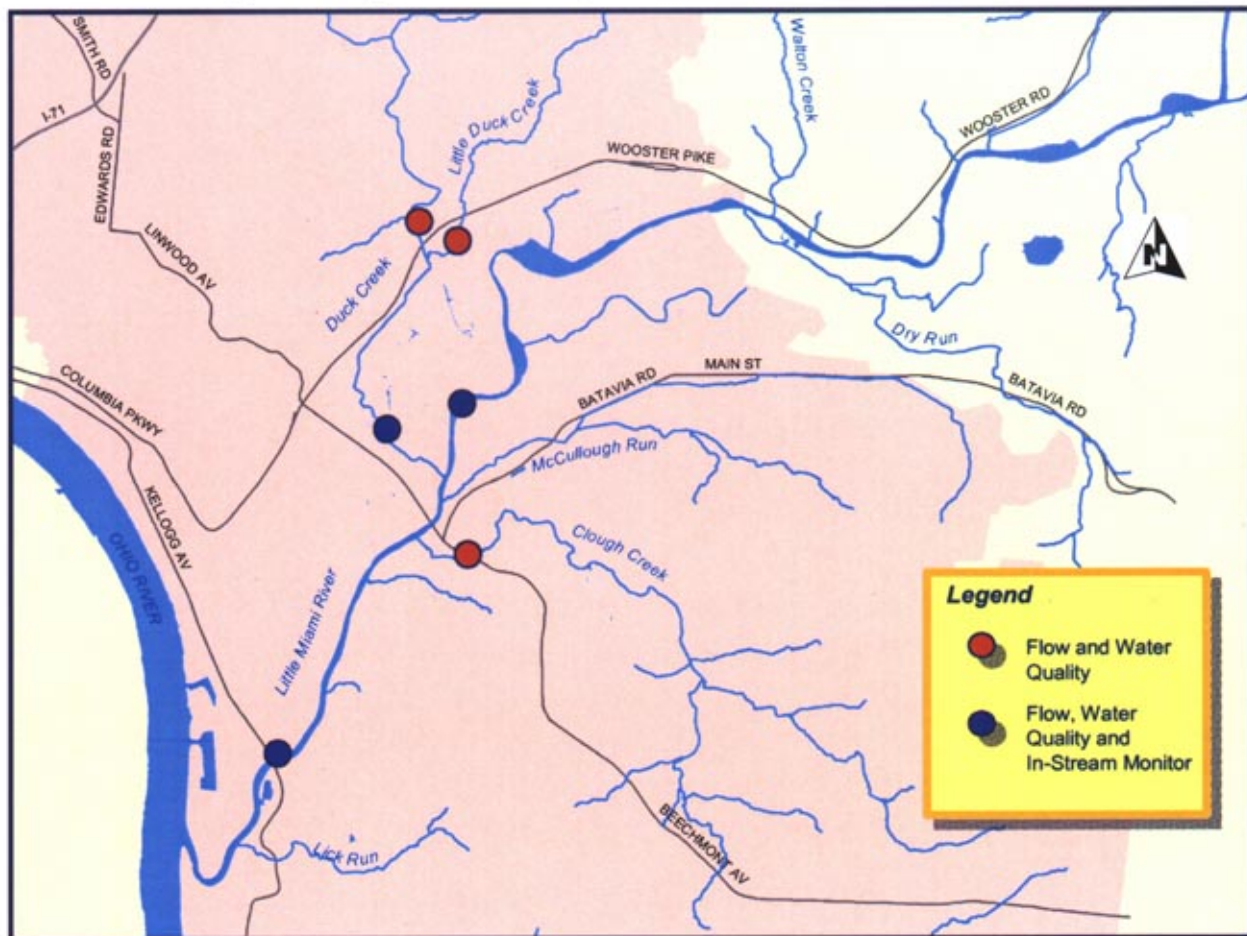 SMITH RD
I-71
EDWARDS RD
LINWOOD AV
Little Duck Creek
Walton Creek
WOOSTER PIKE
WOOSTER RD
N
Duck Creek
Dry Run
COLUMBIA PKWY
BATAVIA RD
MAIN ST
BATAVIA RD
McCullough Run
KELLOGG AV
OHIO RIVER
Clough Creek
Little Miami River
Lick Run
BEECHMONT AV
Legend
Flow and Water
Quality
Flow, Water
Quality and
In-Stream Monitor